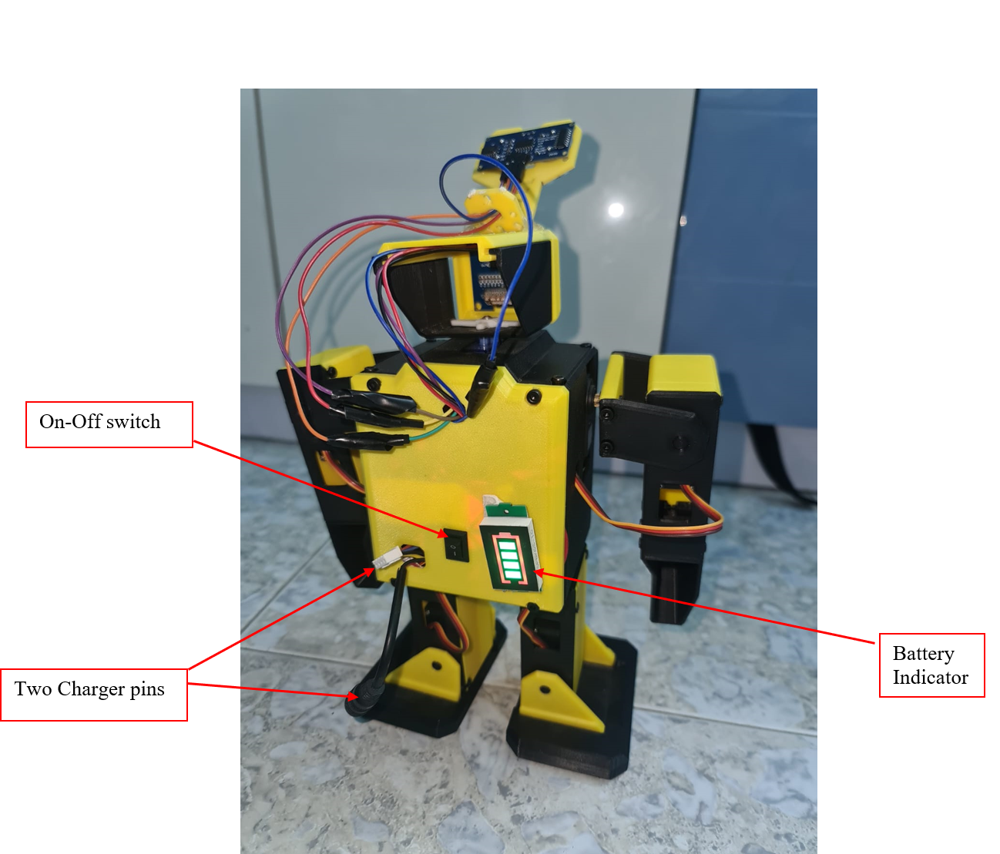 On-Off switch
Two Charger pins
Battery
Indicator